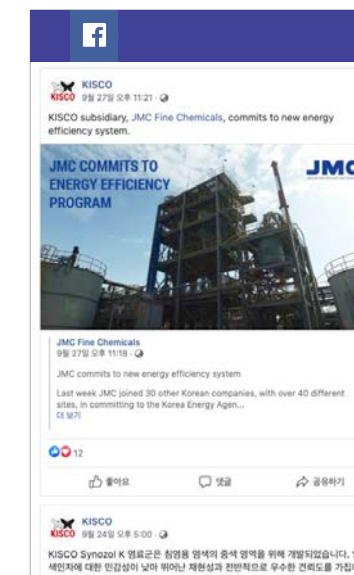 KISCO
KISCO
9월 27일 오후 11:21 ·
KISCO subsidiary, JMC Fine Chemicals, commits to new energy
efficiency system.
JMC COMMITS TO
ENERGY EFFICIENCY
PROGRAM
JMC
JMC Fine Chemicals
9월 27일 오후 11:18 ·
JMC commits to new energy efficiency system
Last week JMC joined 30 other Korean companies, with over 40 different
sites, in committing to the Korea Energy Agen...
더 보기
12
좋아요
댓글
공유하기
KISCO
KISCO
9월 24일 오후 5:00 ·
KISCO Synozol K 염료군은 침염용 염색의 중색 영역을 위해 개발되었습니다.
색인자에 대한 민감성이 낮아 뛰어난 재현성과 전반적으로 우수한 견뢰도를